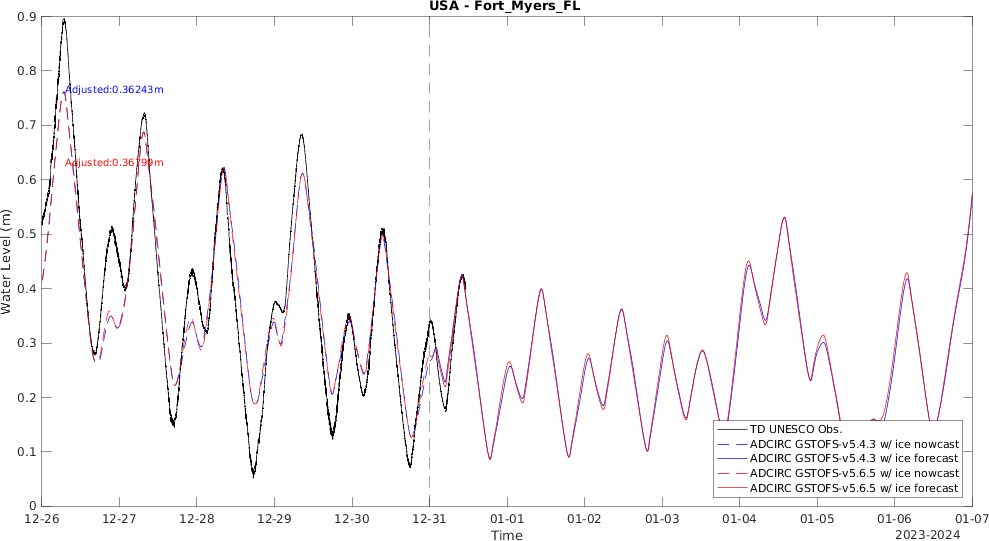 USA - Fort_Myers_FL
0.9
0.8
0.7
0.6
0.5
0.4
0.3
0.2
0.1
0
Water Level (m)
Adjusted:0.36243m
Adjusted:0.36799m
TD UNESCO Obs.
ADCIRC GSTOFS-v5.4.3 w/ ice nowcast
ADCIRC GSTOFS-v5.4.3 w/ ice forecast
ADCIRC GSTOFS-v5.6.5 w/ ice nowcast
ADCIRC GSTOFS-v5.6.5 w/ ice forecast
12-26 12-27 12-28 12-29 12-30 12-31 01-01 01-02 01-03 01-04 01-05 01-06 01-07
Time
2023-2024